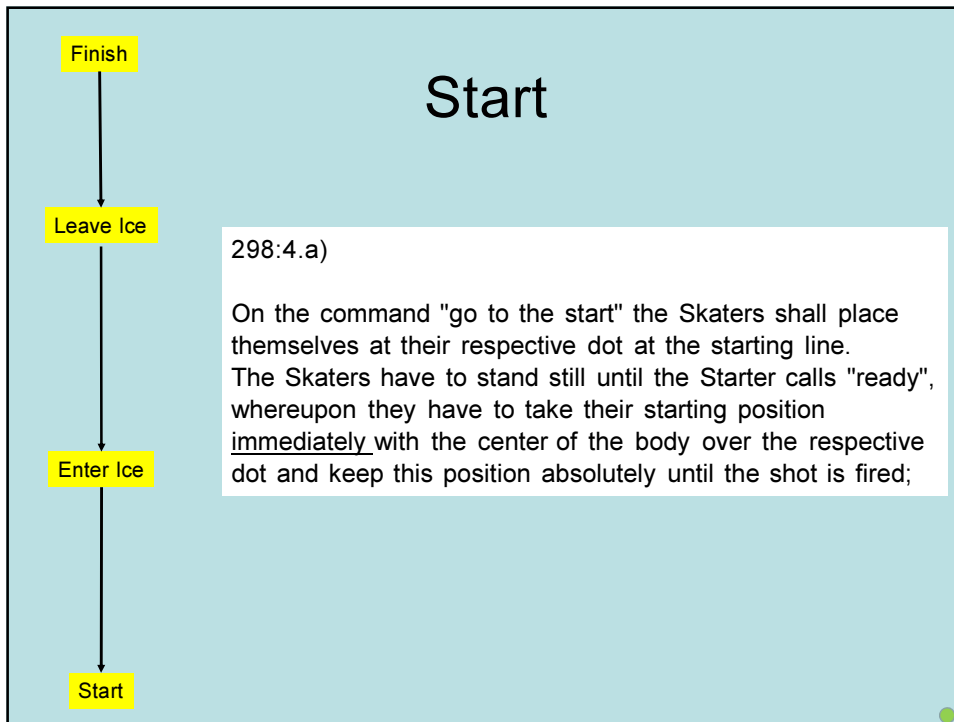 Finish
Start
Leave Ice
298:4.a)
On the command "go to the start" the Skaters shall place
themselves at their respective dot at the starting line.
The Skaters have to stand still until the Starter calls "ready",
whereupon they have to take their starting position
immediately with the center of the body over the respective
dot and keep this position absolutely until the shot is fired;
Enter Ice
Start